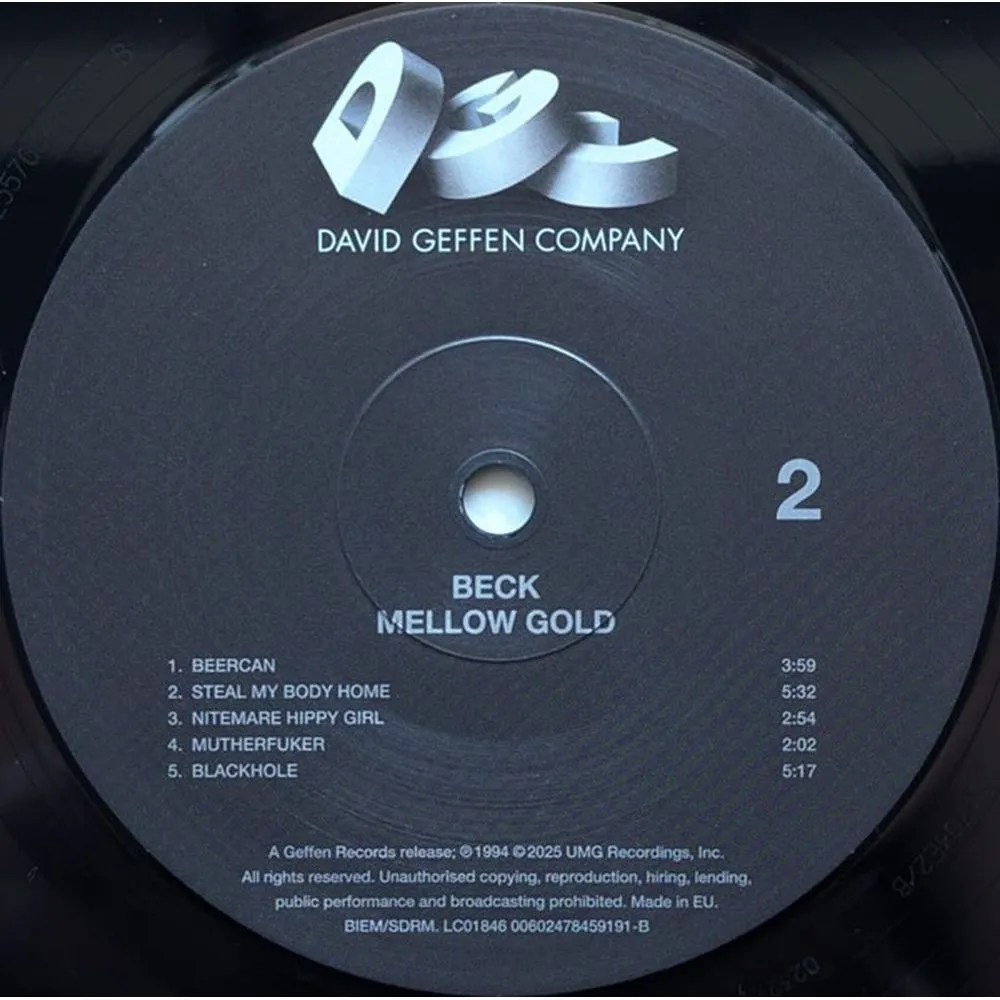 DGC
DAVID GEFFEN COMPANY
2
BECK
MELLOW GOLD
1. BEERCAN 3:59
2. STEAL MY BODY HOME 5:32
3. NITEMARE HIPPY GIRL 2:54
4. MUTHERFUKER 2:02
5. BLACKHOLE 5:17
A Geffen Records release; ℗1994 ©2025 UMG Recordings, Inc.
All rights reserved. Unauthorised copying, reproduction, hiring, lending,
public performance and broadcasting prohibited. Made in EU.
BIEM/SDRM. LC01846 00602478459191-B